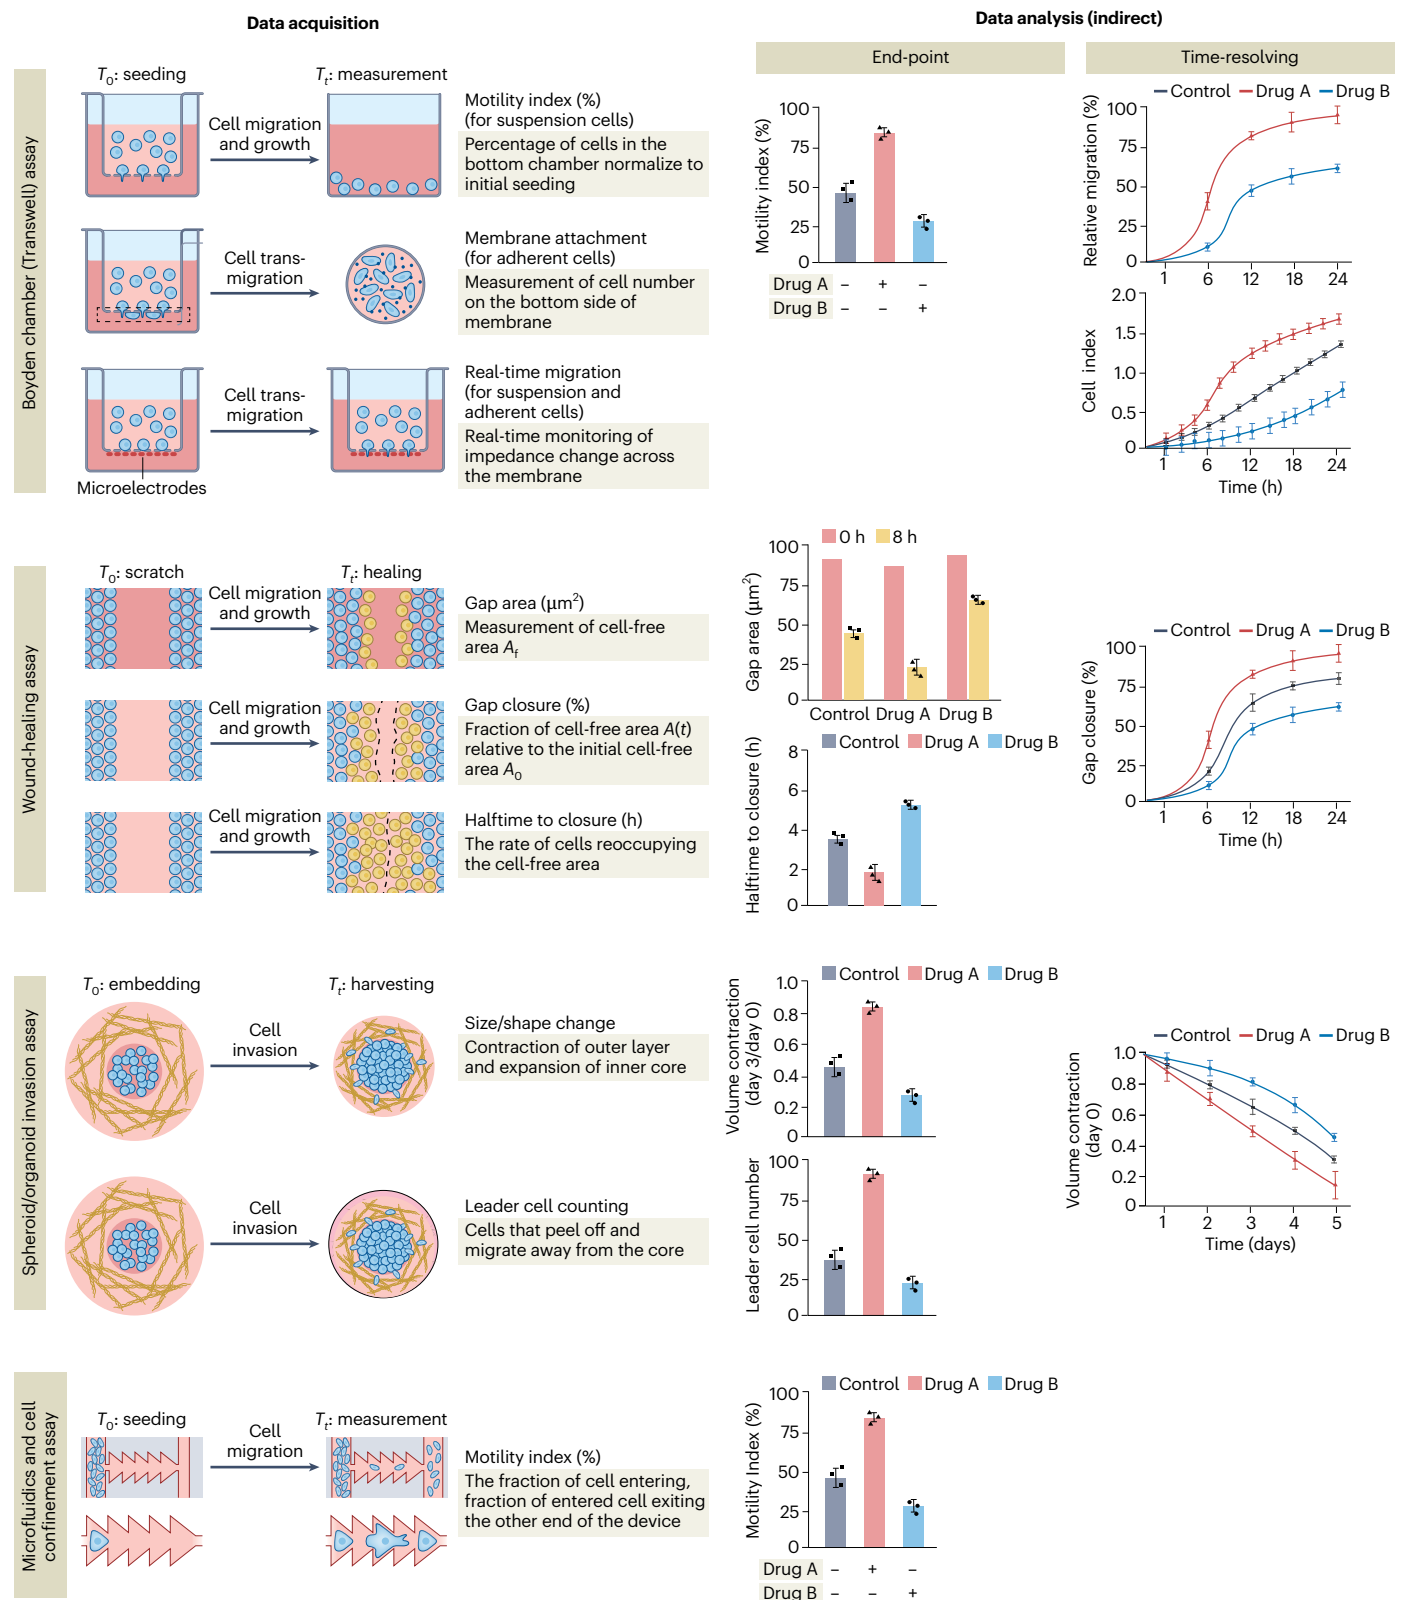 Data acquisition
Data analysis (indirect)
End-point
Time-resolving
Boyden chamber (Transwell) assay
T0: seeding
Tt: measurement
Cell migration
and growth
Motility index (%)
(for suspension cells)
Percentage of cells in the
bottom chamber normalize to
initial seeding
Cell trans-
migration
Membrane attachment
(for adherent cells)
Measurement of cell number
on the bottom side of
membrane
Cell trans-
migration
Microelectrodes
Real-time migration
(for suspension and
adherent cells)
Real-time monitoring of
impedance change across
the membrane
Motility index (%)
100
75
50
25
0
Drug A – + –
Drug B – – +
Control Drug A Drug B
Relative migration (%)
100
75
50
25
0
1 6 12 18 24
Cell index
2.0
1.5
1.0
0.5
0
1 6 12 18 24
Time (h)
Wound-healing assay
T0: scratch
Tt: healing
Cell migration
and growth
Gap area (µm2)
Measurement of cell-free
area Af
Cell migration
and growth
Gap closure (%)
Fraction of cell-free area A(t)
relative to the initial cell-free
area A0
Cell migration
and growth
Halftime to closure (h)
The rate of cells reoccupying
the cell-free area
0 h 8 h
Gap area (µm2)
100
75
50
25
0
Control Drug A Drug B
Control Drug A Drug B
Halftime to closure (h)
8
6
4
2
0
Control Drug A Drug B
Gap closure (%)
100
75
50
25
0
1 6 12 18 24
Time (h)
Spheroid/organoid invasion assay
T0: embedding
Tt: harvesting
Cell
invasion
Size/shape change
Contraction of outer layer
and expansion of inner core
Cell
invasion
Leader cell counting
Cells that peel off and
migrate away from the core
Control Drug A Drug B
Volume contraction
(day 3/day 0)
1.0
0.8
0.6
0.4
0.2
0
Leader cell number
100
75
50
25
0
Control Drug A Drug B
Volume contraction
(day 0)
1.0
0.8
0.6
0.4
0.2
0
1 2 3 4 5
Time (days)
Microfluidics and cell
confinement assay
T0: seeding
Tt: measurement
Cell
migration
Motility index (%)
The fraction of cell entering,
fraction of entered cell exiting
the other end of the device
Control Drug A Drug B
Motility Index (%)
100
75
50
25
0
Drug A – + –
Drug B – – +